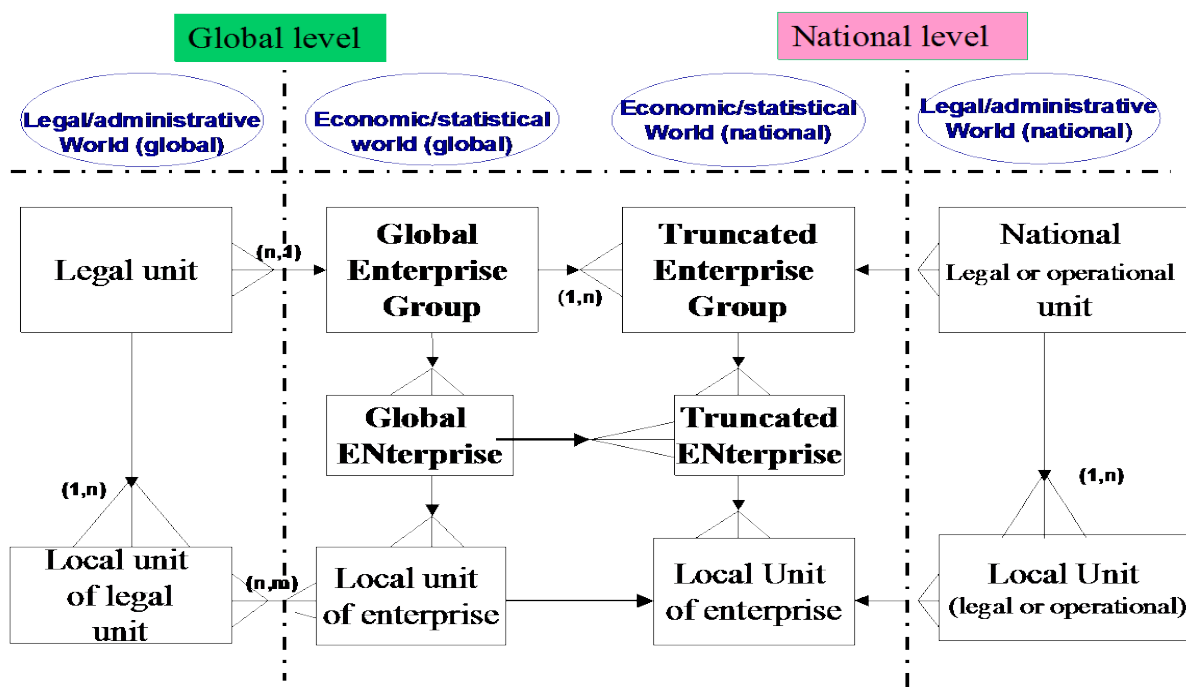 Global level
National level
Legal/administrative
World (global)
Economic/statistical
world (global)
Economic/statistical
World (national)
Legal/administrative
World (national)
Legal unit
(n,1)
Global
Enterprise
Group
(1,n)
Truncated
Enterprise
Group
National
Legal or operational
unit
Global
ENterprise
Truncated
ENterprise
(1,n)
(1,n)
Local unit
of legal
unit
(n,m)
Local unit
of enterprise
Local Unit
of enterprise
Local Unit
(legal or operational)